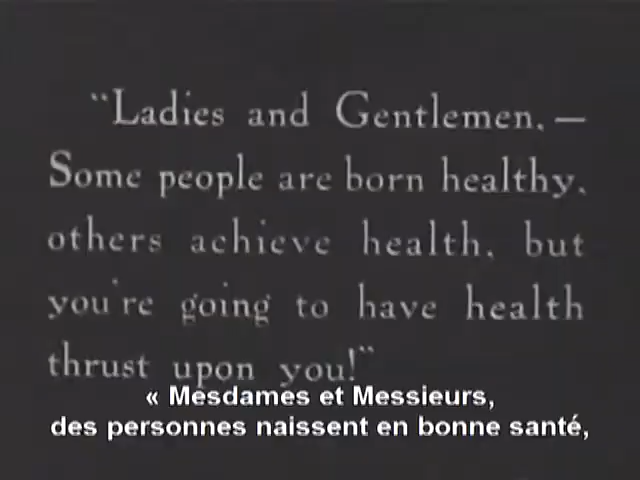 "Ladies and Gentlemen,—
Some people are born healthy,
others achieve health, but
you're going to have health
thrust upon you!"
« Mesdames et Messieurs,
des personnes naissent en bonne santé,